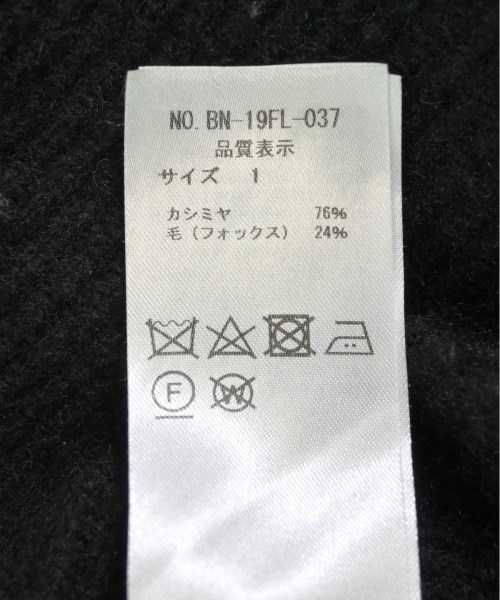 NO. BN-19FL-037
品質表示
サイズ 1
カシミヤ 76%
毛(フォックス) 24%
F W